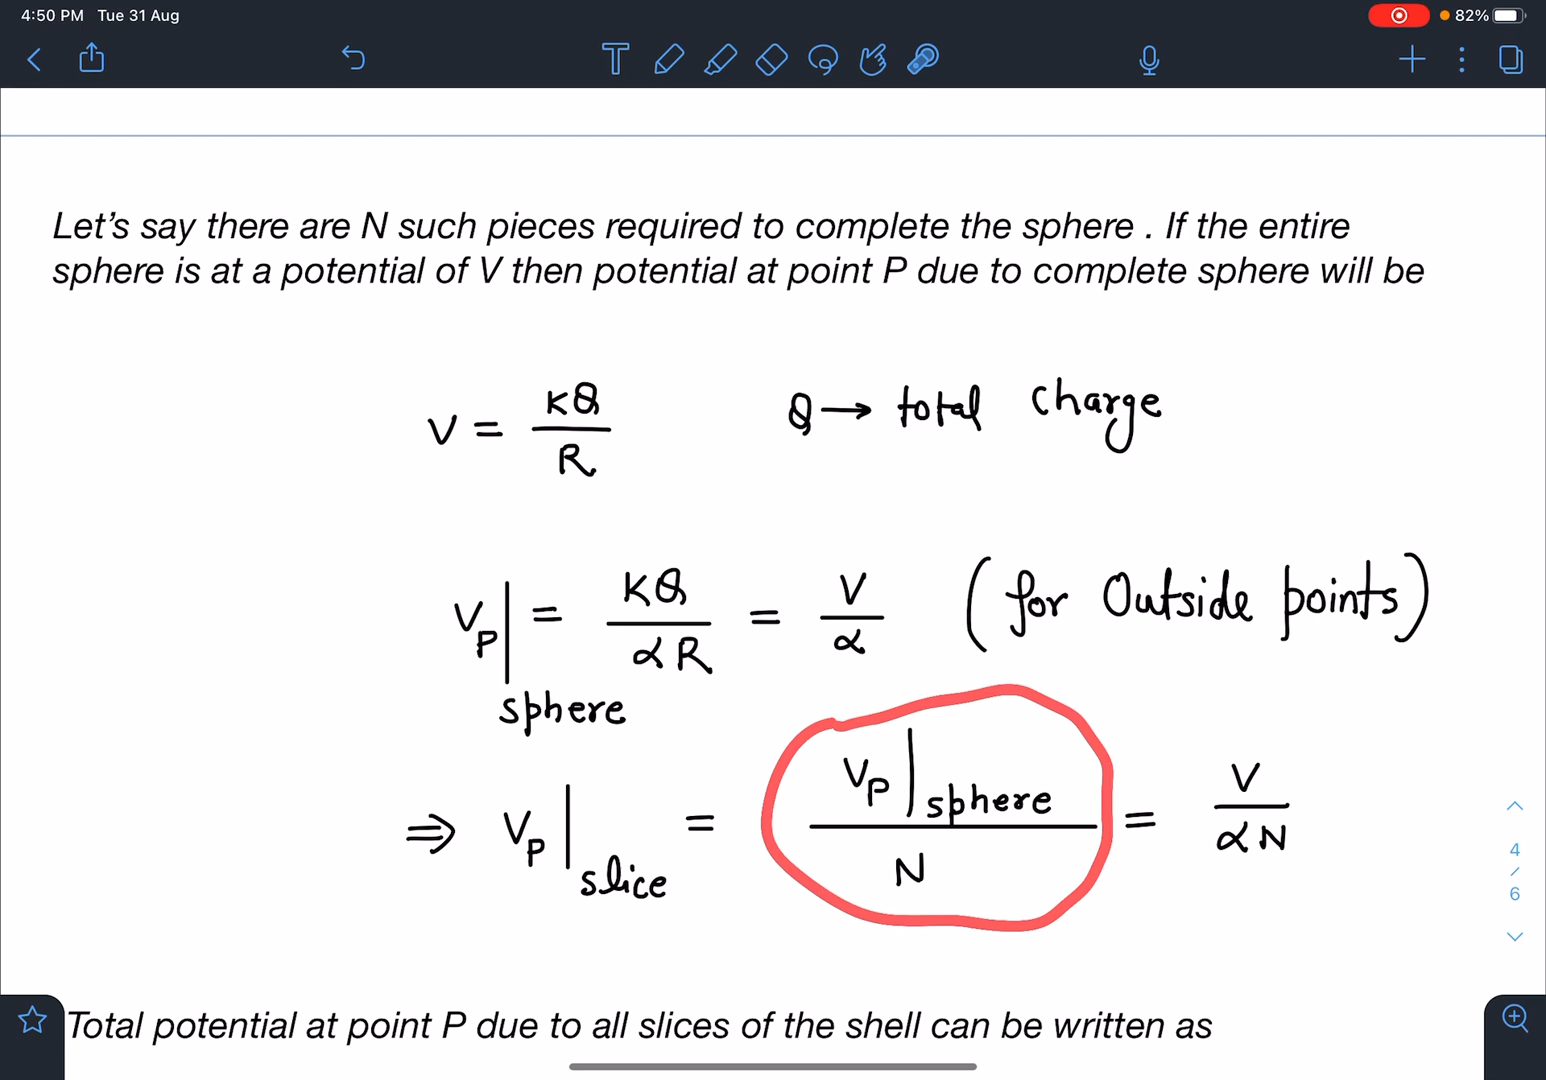 4:50 PM Tue 31 Aug
82%
T
Let's say there are N such pieces required to complete the sphere . If the entire
sphere is at a potential of V then potential at point P due to complete sphere will be
V = KQ/R Q → total charge
V_P|sphere = KQ/αR = V/α (for Outside points)
⇒ V_P|slice = V_P|sphere / N = V/αN
4
/
6
Total potential at point P due to all slices of the shell can be written as